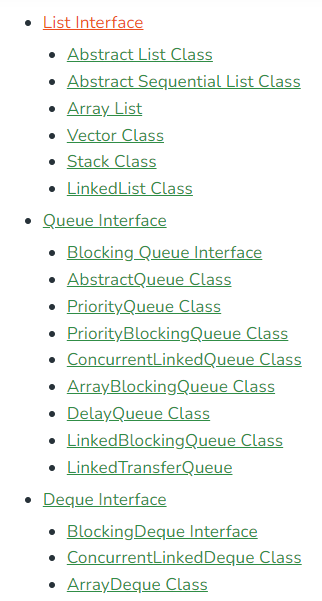 List Interface
Abstract List Class
Abstract Sequential List Class
Array List
Vector Class
Stack Class
LinkedList Class
Queue Interface
Blocking Queue Interface
AbstractQueue Class
PriorityQueue Class
PriorityBlockingQueue Class
ConcurrentLinkedQueue Class
ArrayBlockingQueue Class
DelayQueue Class
LinkedBlockingQueue Class
LinkedTransferQueue
Deque Interface
BlockingDeque Interface
ConcurrentLinkedDeque Class
ArrayDeque Class